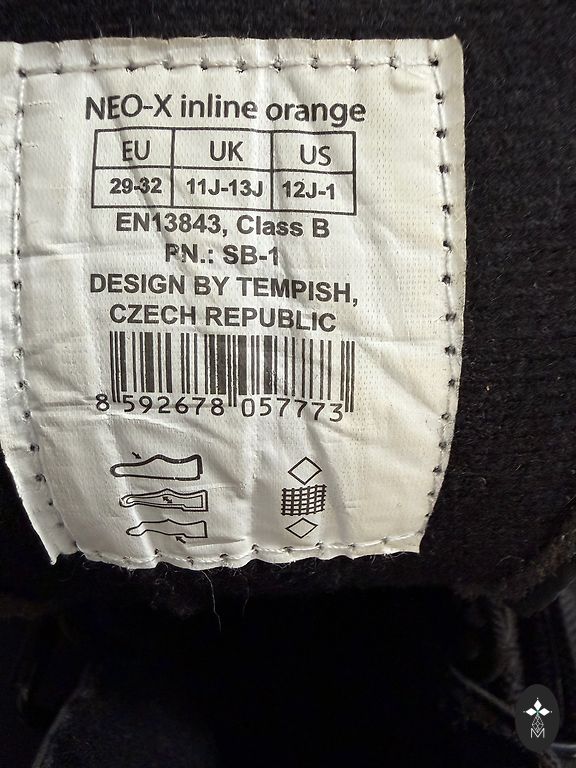 NEO-X inline orange
EU UK US
29-32 11J-13J 12J-1
EN13843, Class B
PN.: SB-1
DESIGN BY TEMPISH,
CZECH REPUBLIC
8 592678 057773
M